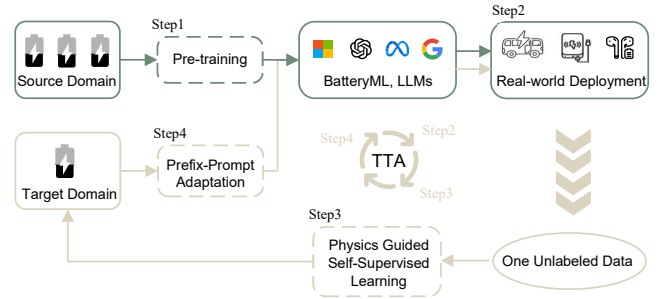 Step1
Step2
Source Domain
Pre-training
BatteryML, LLMs
Real-world Deployment
Step4
Target Domain
Prefix-Prompt
Adaptation
Step4
Step2
TTA
Step3
Step3
Physics Guided
Self-Supervised
Learning
One Unlabeled Data